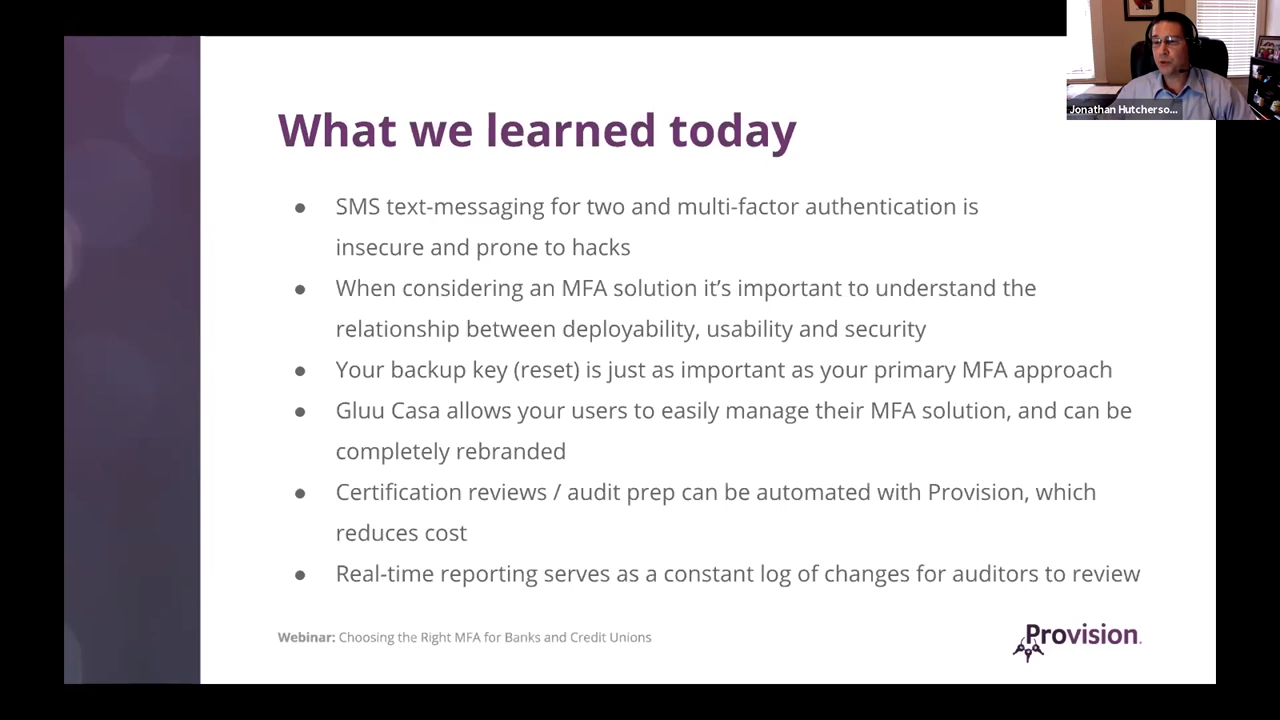 Jonathan Hutcherso...
What we learned today
● SMS text-messaging for two and multi-factor authentication is
insecure and prone to hacks
● When considering an MFA solution it’s important to understand the
relationship between deployability, usability and security
● Your backup key (reset) is just as important as your primary MFA approach
● Gluu Casa allows your users to easily manage their MFA solution, and can be
completely rebranded
● Certification reviews / audit prep can be automated with Provision, which
reduces cost
● Real-time reporting serves as a constant log of changes for auditors to review
Webinar: Choosing the Right MFA for Banks and Credit Unions
Provision.